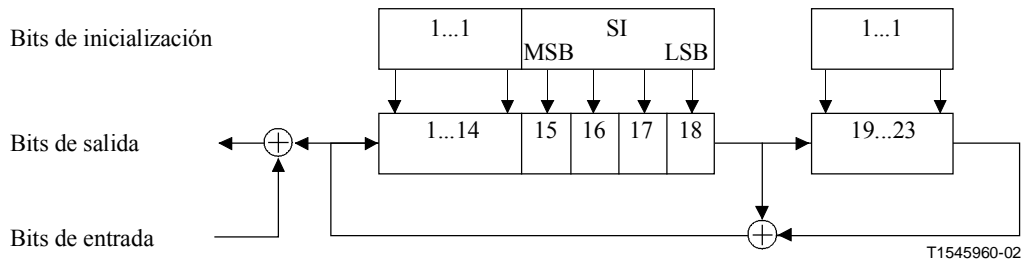 1...1 SI 1...1
Bits de inicialización
MSB LSB
Bits de salida
1...14 15 16 17 18 19...23
Bits de entrada
T1545960-02